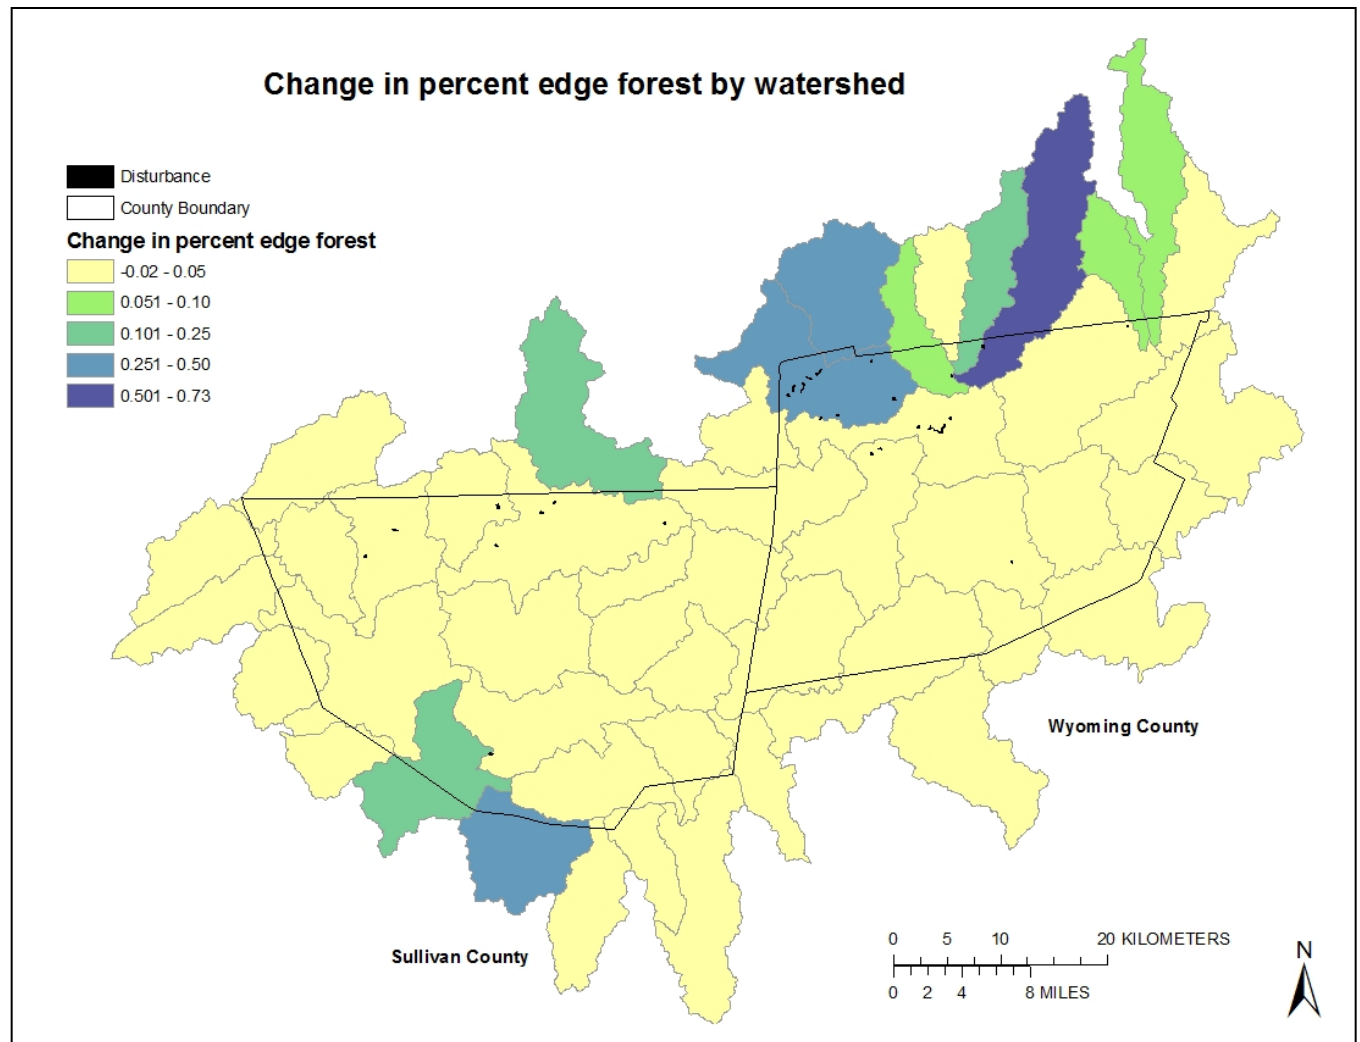 Change in percent edge forest by watershed
Disturbance
County Boundary
Change in percent edge forest
-0.02 - 0.05
0.051 - 0.10
0.101 - 0.25
0.251 - 0.50
0.501 - 0.73
Wyoming County
Sullivan County
0 5 10 20 KILOMETERS
0 2 4 8 MILES
N